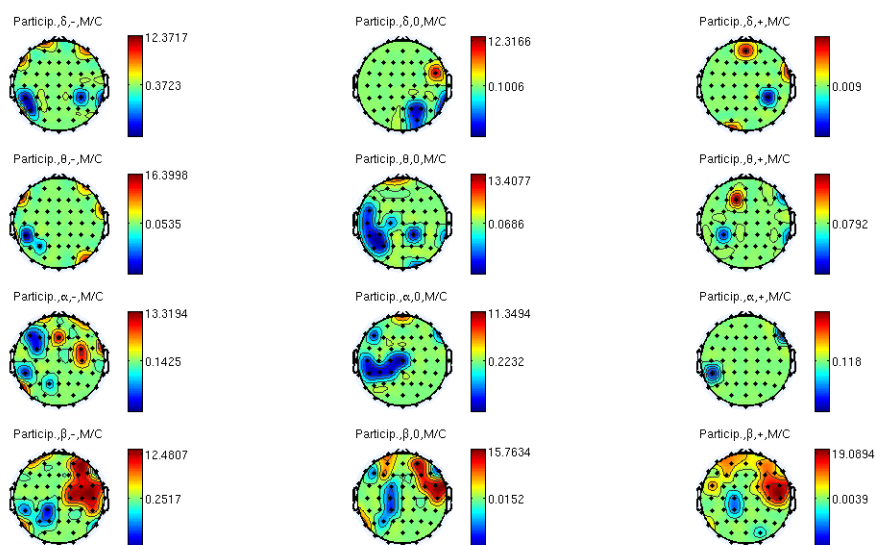 Particip.,δ,-,M/C
Particip.,δ,0,M/C
Particip.,δ,+,M/C
12.3717
0.3723
12.3166
0.1006
0.009
Particip.,θ,-,M/C
Particip.,θ,0,M/C
Particip.,θ,+,M/C
16.3998
0.0535
13.4077
0.0686
0.0792
Particip.,α,-,M/C
Particip.,α,0,M/C
Particip.,α,+,M/C
13.3194
0.1425
11.3494
0.2232
0.118
Particip.,β,-,M/C
Particip.,β,0,M/C
Particip.,β,+,M/C
12.4807
0.2517
15.7634
0.0152
19.0894
0.0039